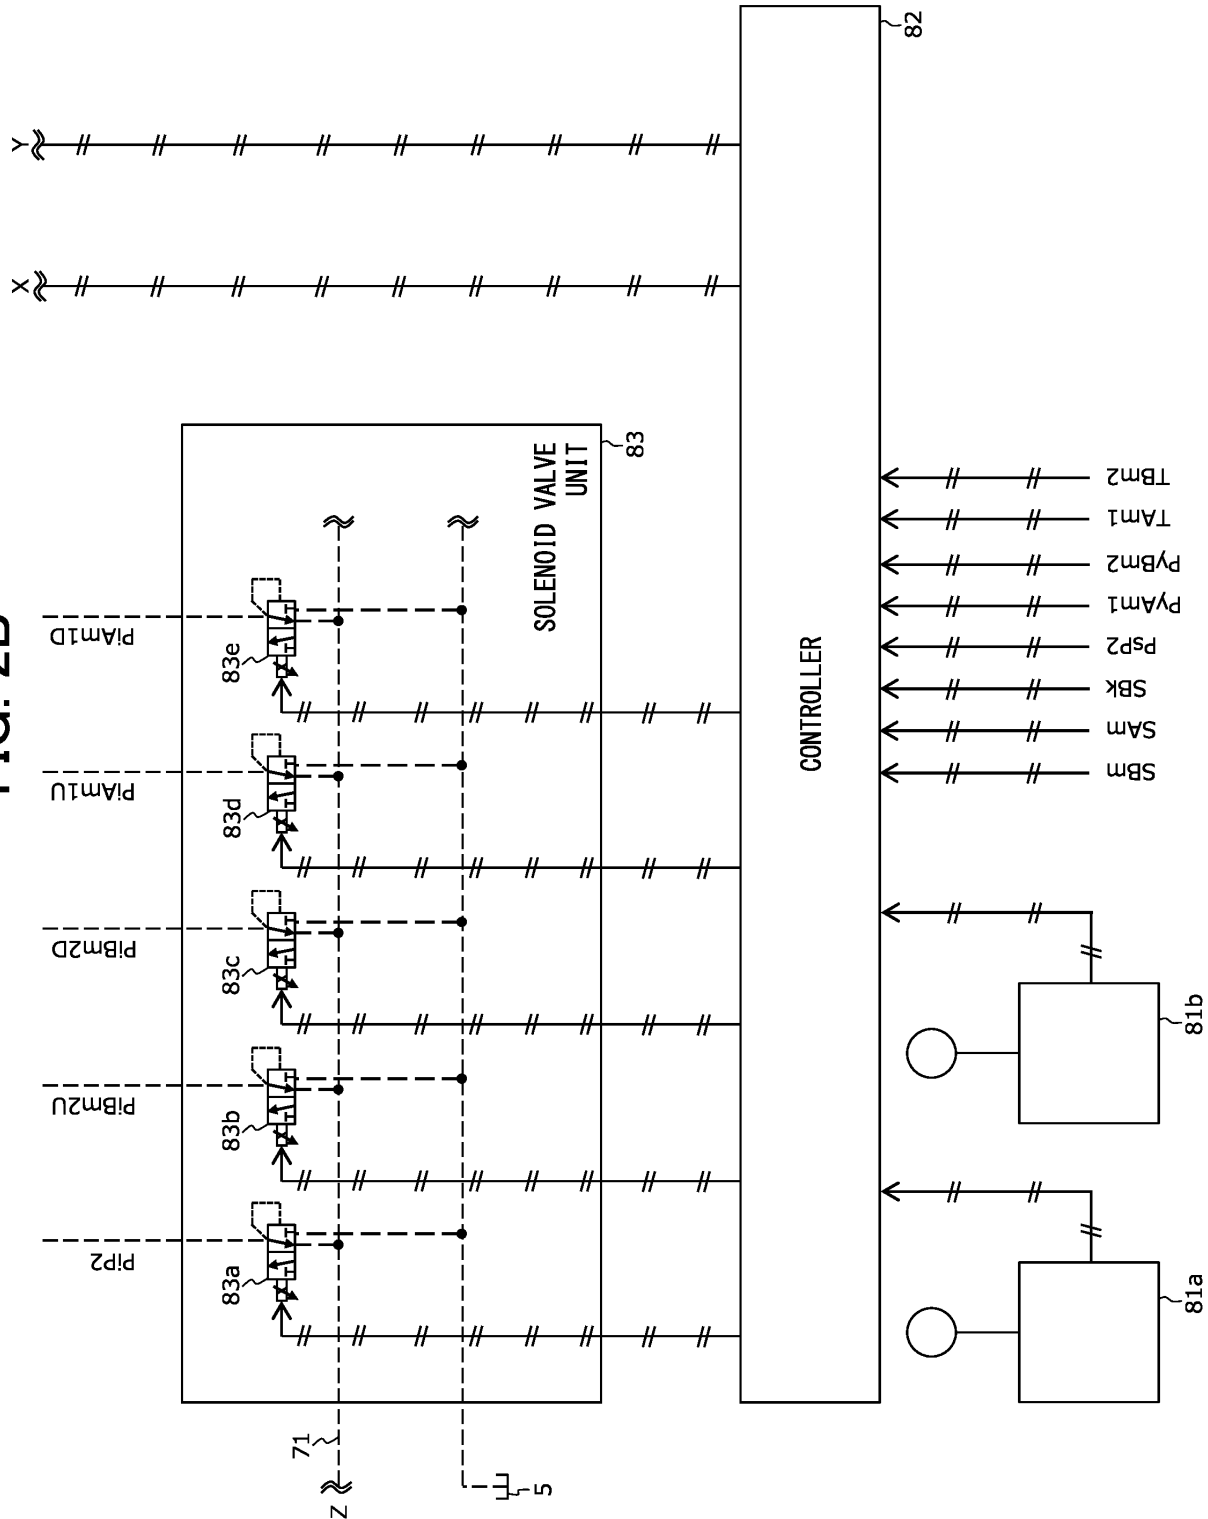 FIG. 2B
X
Y
PiP2
PiBm2U
PiBm2D
PiAm1U
PiAm1D
83a
83b
83c
83d
83e
71
Z
5
SOLENOID VALVE
UNIT
83
CONTROLLER
82
SBm
SAm
SBk
PsP2
PyAm1
PyBm2
TAm1
TBm2
81a
81b